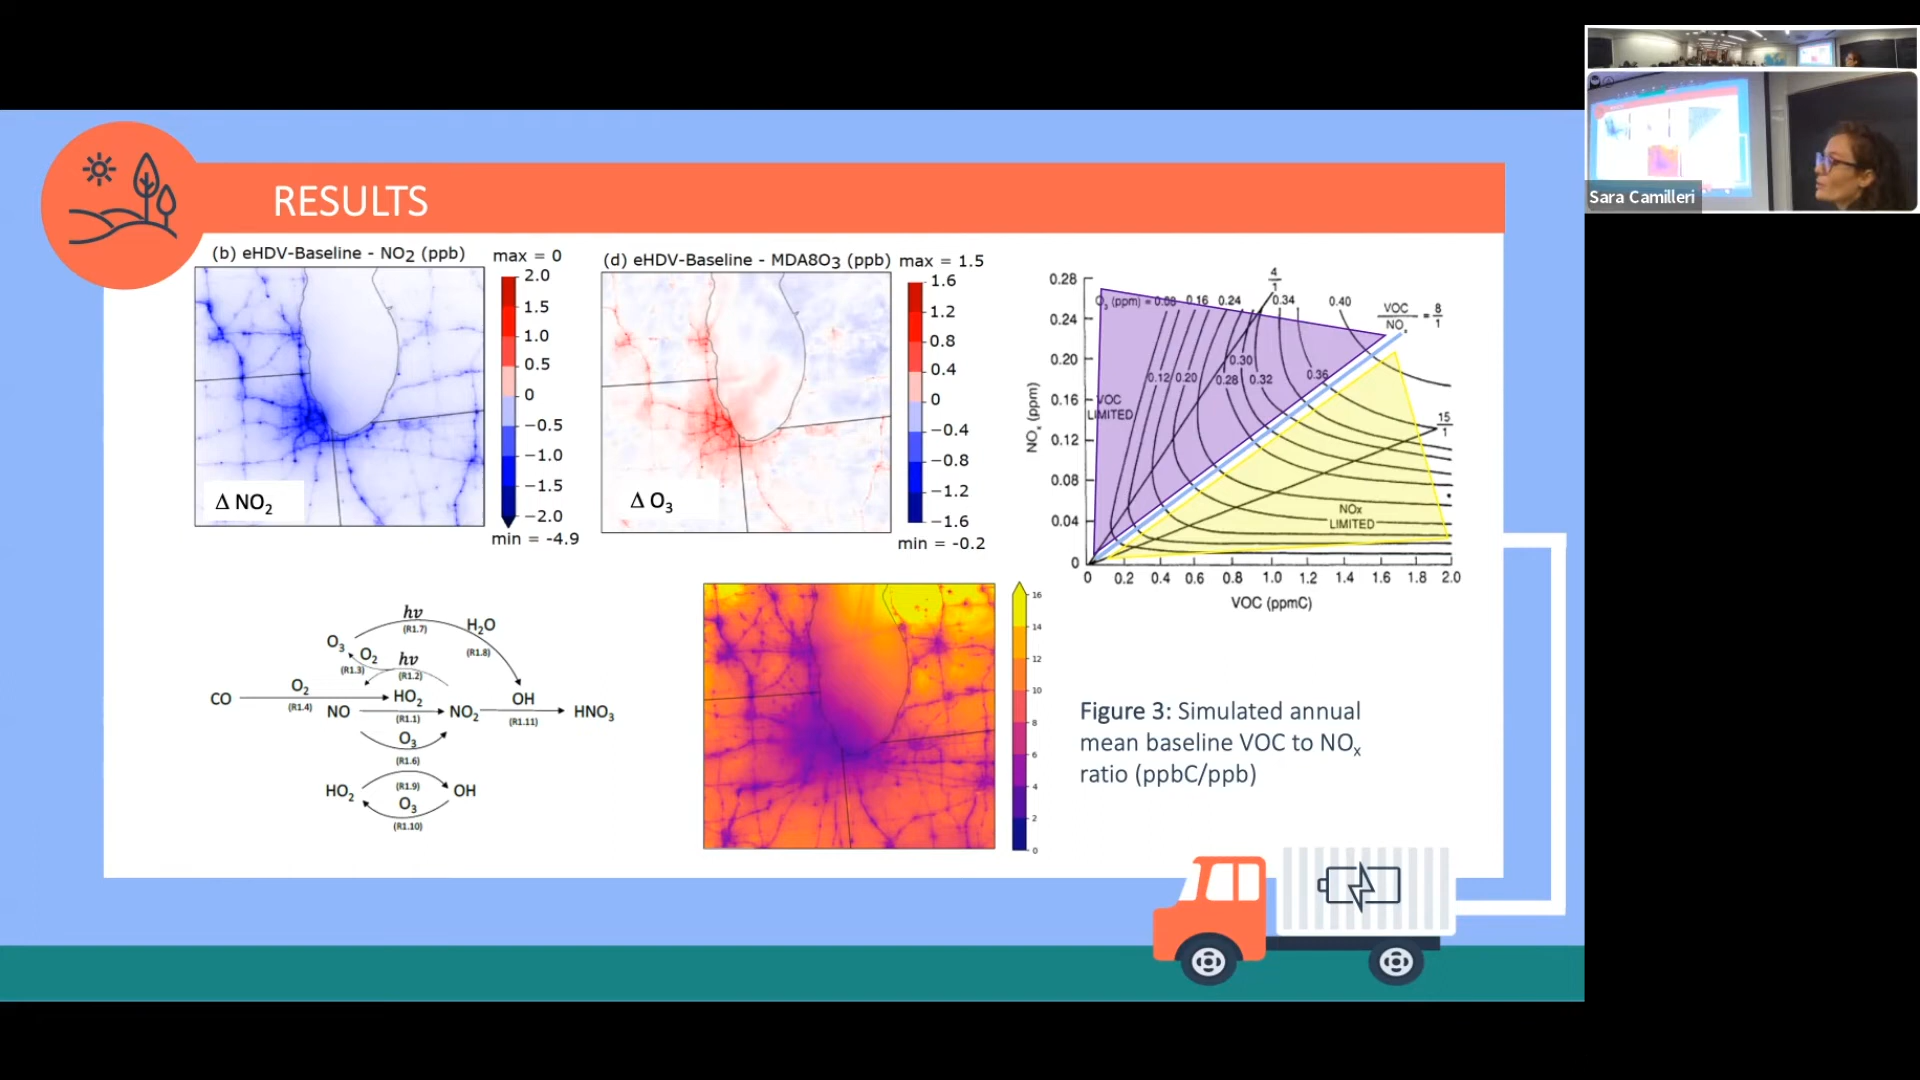 RESULTS
(b) eHDV-Baseline - NO2 (ppb)
max = 0
2.0
1.5
1.0
0.5
0
−0.5
−1.0
−1.5
−2.0
min = -4.9
Δ NO2
(d) eHDV-Baseline - MDA8O3 (ppb)
max = 1.5
1.6
1.2
0.8
0.4
0
−0.4
−0.8
−1.2
−1.6
min = -0.2
Δ O3
0.28
0.24
0.20
0.16
0.12
0.08
0.04
0
NOx (ppm)
O3 (ppm) = 0.08 0.16 0.24 0.34 0.40
4/1
VOC/NOx = 8/1
0.30
0.12 0.20 0.28 0.32 0.36
VOC
LIMITED
15/1
NOx
LIMITED
0 0.2 0.4 0.6 0.8 1.0 1.2 1.4 1.6 1.8 2.0
VOC (ppmC)
hν
(R1.7)
H2O
(R1.8)
O3
O2
(R1.3)
hν
(R1.2)
CO
O2
(R1.4)
HO2
NO
(R1.1)
NO2
OH
(R1.11)
HNO3
O3
(R1.6)
HO2
(R1.9)
OH
O3
(R1.10)
16
14
12
10
8
6
4
2
0
Figure 3: Simulated annual
mean baseline VOC to NOx
ratio (ppbC/ppb)
Sara Camilleri